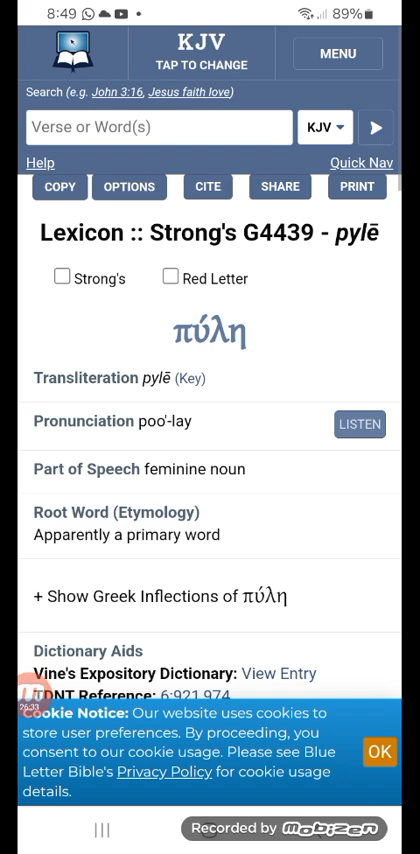 8:49 89%
KJV
TAP TO CHANGE
MENU
Search (e.g. John 3:16, Jesus faith love)
Verse or Word(s) KJV
Help Quick Nav
COPY OPTIONS CITE SHARE PRINT
Lexicon :: Strong's G4439 - pylē
Strong's Red Letter
πύλη
Transliteration pylē (Key)
Pronunciation poo'-lay LISTEN
Part of Speech feminine noun
Root Word (Etymology)
Apparently a primary word
+ Show Greek Inflections of πύλη
Dictionary Aids
Vine's Expository Dictionary: View Entry
TDNT Reference: 6:921,974
26:33
Cookie Notice: Our website uses cookies to
store user preferences. By proceeding, you
consent to our cookie usage. Please see Blue
Letter Bible's Privacy Policy for cookie usage
details.
OK
Recorded by mobizen